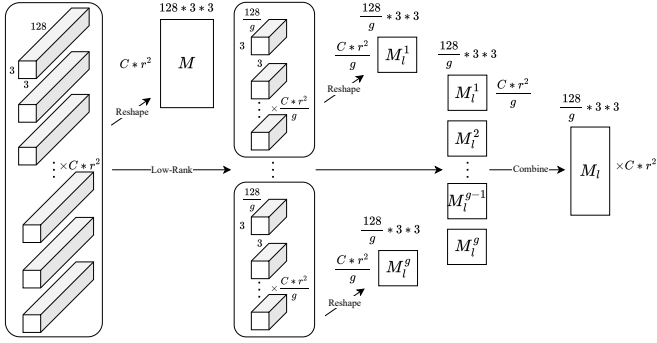 128
3
3
⋮ ×C∗r²
Reshape
128∗3∗3
C∗r²
M
Low-Rank
128/g
3
3
⋮ ×C∗r²/g
Reshape
128/g ∗3∗3
C∗r²/g
M_l^1
⋮
128/g
3
3
⋮ ×C∗r²/g
Reshape
128/g ∗3∗3
C∗r²/g
M_l^g
128/g ∗3∗3
M_l^1
C∗r²/g
M_l^2
⋮
M_l^{g−1}
M_l^g
Combine
128/g ∗3∗3
M_l
×C∗r²